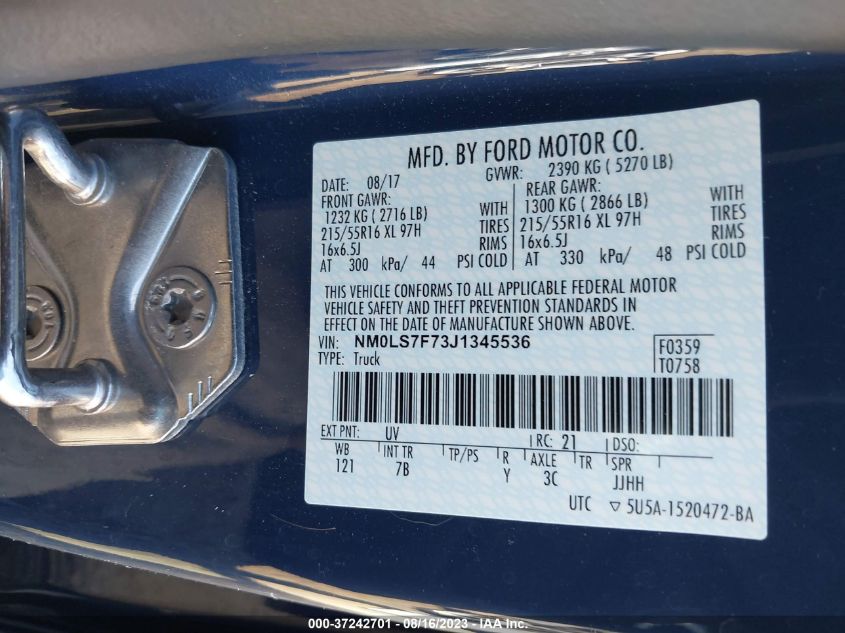 MFD. BY FORD MOTOR CO.
DATE: 08/17 GVWR: 2390 KG ( 5270 LB)
FRONT GAWR: REAR GAWR:
1232 KG ( 2716 LB) WITH 1300 KG ( 2866 LB) WITH
215/55R16 XL 97H TIRES 215/55R16 XL 97H TIRES
16x6.5J RIMS 16x6.5J RIMS
AT 300 kPa/ 44 PSI COLD AT 330 kPa/ 48 PSI COLD
THIS VEHICLE CONFORMS TO ALL APPLICABLE FEDERAL MOTOR
VEHICLE SAFETY AND THEFT PREVENTION STANDARDS IN
EFFECT ON THE DATE OF MANUFACTURE SHOWN ABOVE.
VIN: NM0LS7F73J1345536
TYPE: Truck
F0359
T0758
EXT PNT: UV RC: 21 DSO:
WB INT TR TP/PS R AXLE TR SPR
121 7B Y 3C JJHH
UTC ▽ 5U5A-1520472-BA
000-37242701 - 08/16/2023 - © IAA, Inc.